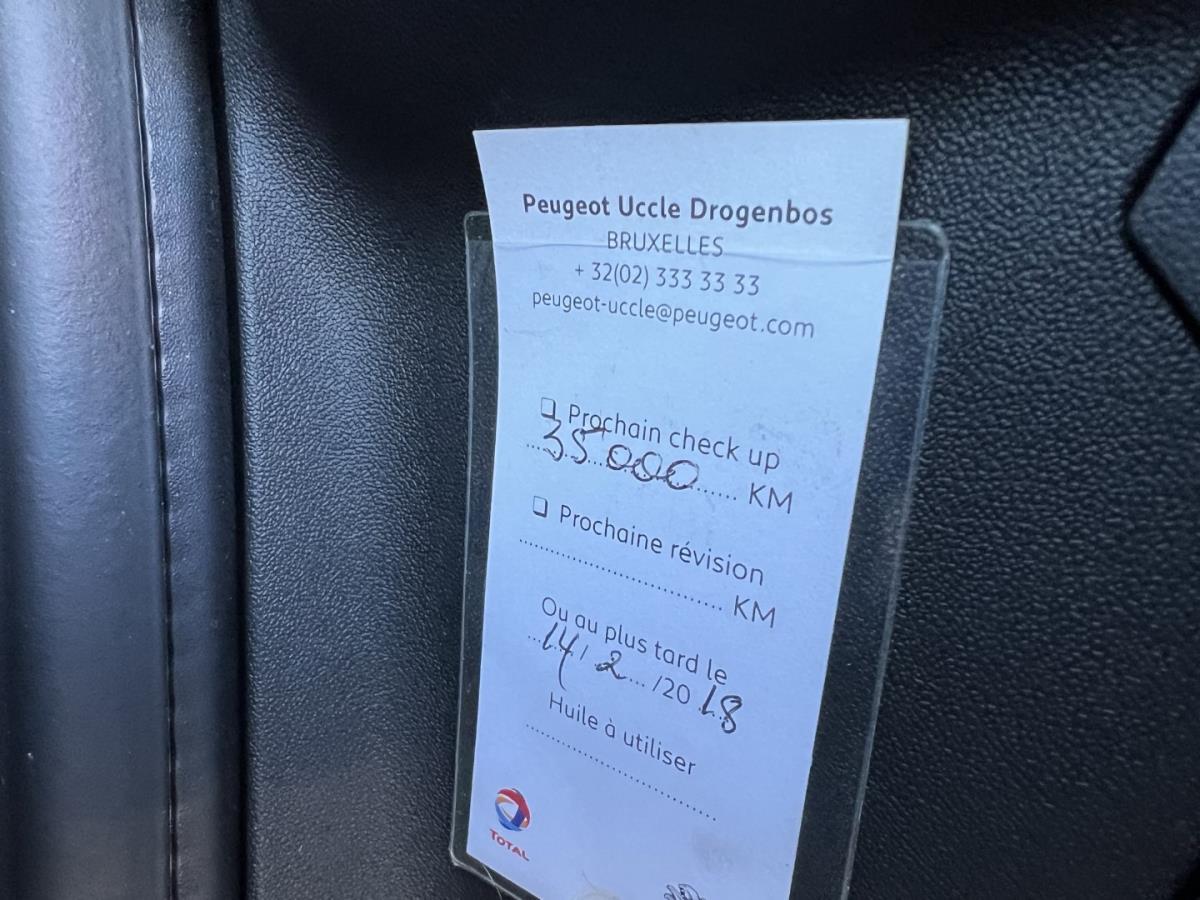 Peugeot Uccle Drogenbos
BRUXELLES
+ 32(02) 333 33 33
peugeot-uccle@peugeot.com
❏ Prochain check up
35 000 KM
❏ Prochaine révision
KM
Ou au plus tard le
14/2/2018
Huile à utiliser
TOTAL